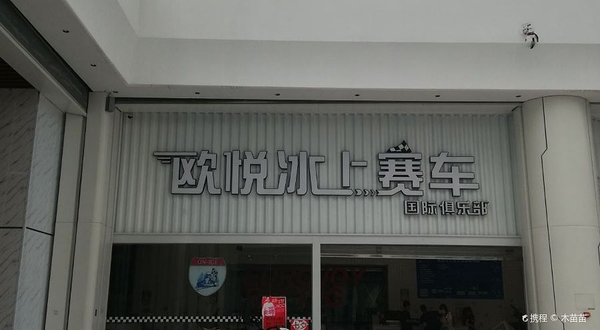 欧悦冰上赛车
国际俱乐部
携程 © 木苗苗